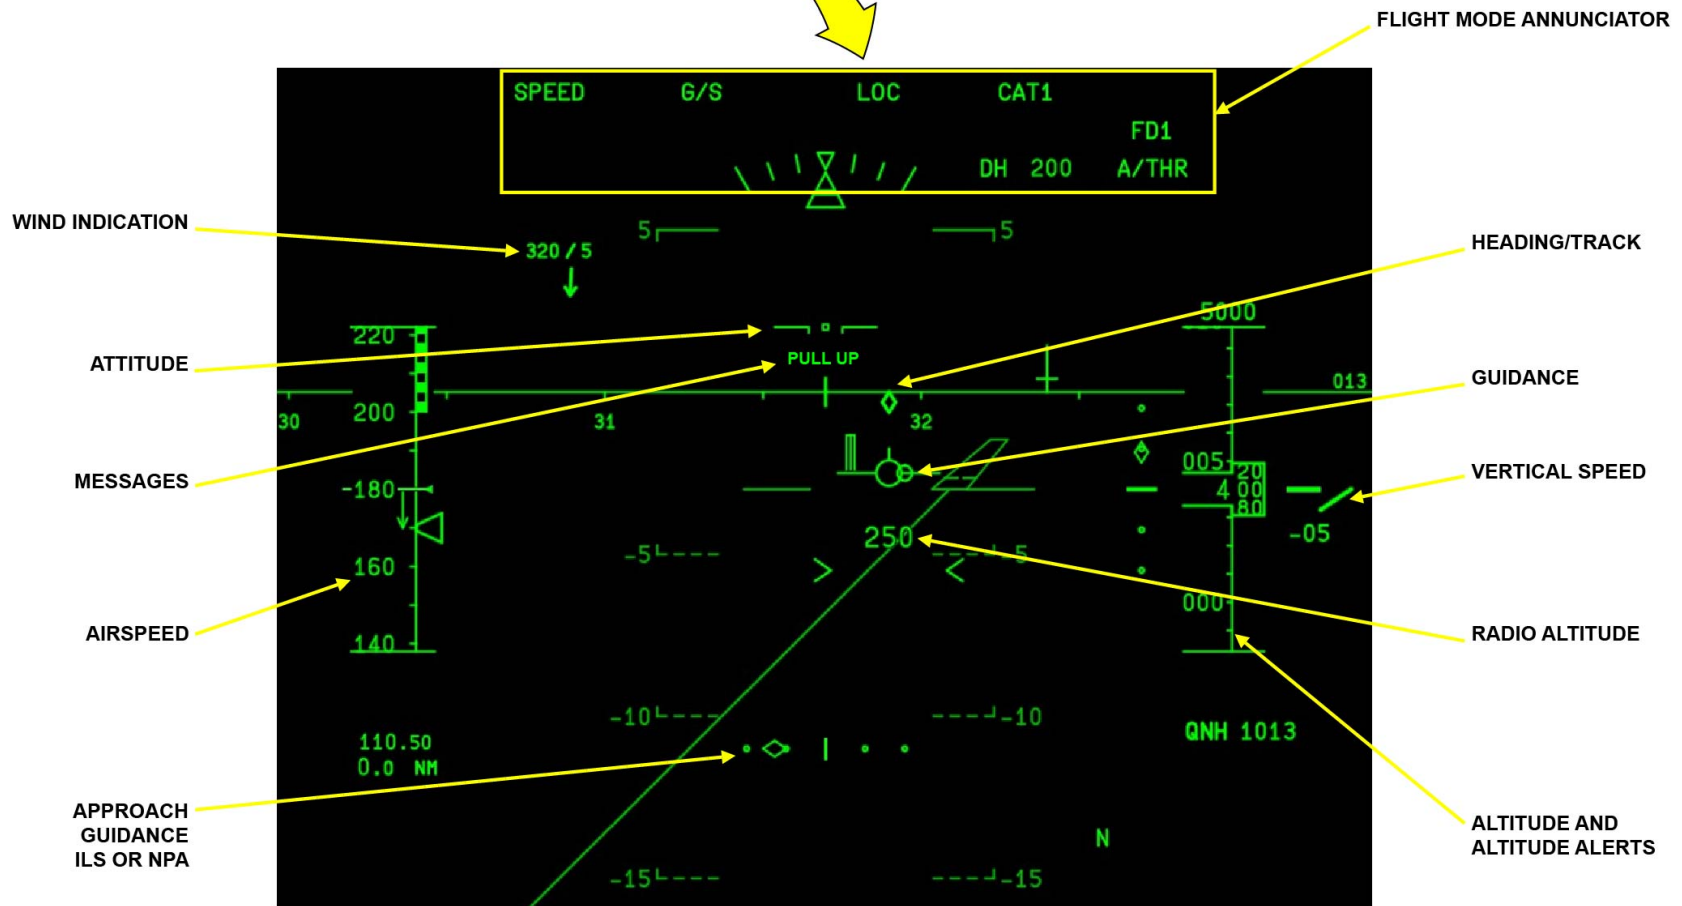 FLIGHT MODE ANNUNCIATOR
SPEED G/S LOC CAT1
FD1
DH 200 A/THR
WIND INDICATION
320 / 5
5 5
HEADING/TRACK
5000
220
ATTITUDE
PULL UP
GUIDANCE
013
200
30 31 32
MESSAGES
005
20
-180
4 00
80
VERTICAL SPEED
-05
250
-5 -5
160
000
AIRSPEED
RADIO ALTITUDE
140
-10 -10
110.50
0.0 NM
QNH 1013
APPROACH
GUIDANCE
ILS OR NPA
N
ALTITUDE AND
ALTITUDE ALERTS
-15 -15